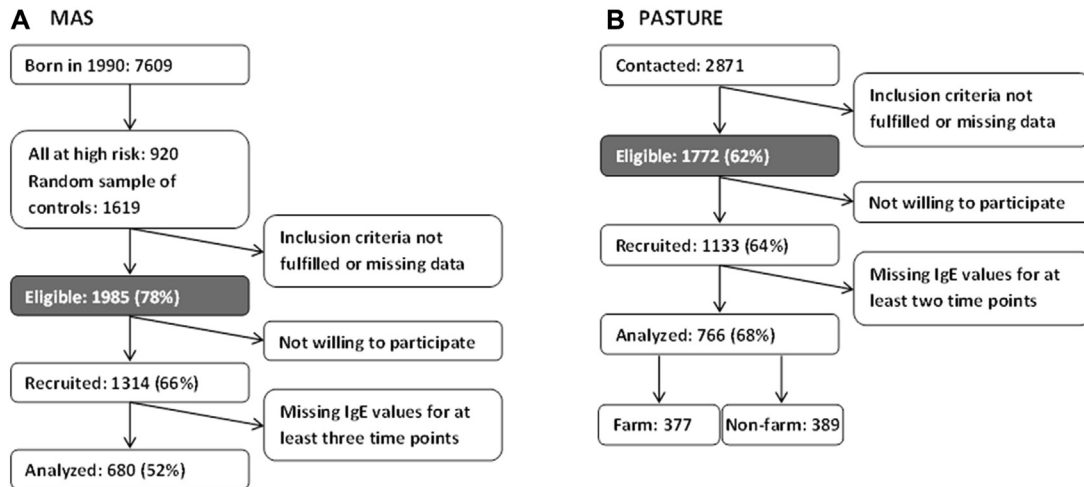 A MAS
Born in 1990: 7609
All at high risk: 920
Random sample of
controls: 1619
Inclusion criteria not
fulfilled or missing data
Eligible: 1985 (78%)
Not willing to participate
Recruited: 1314 (66%)
Missing IgE values for at
least three time points
Analyzed: 680 (52%)
B PASTURE
Contacted: 2871
Inclusion criteria not
fulfilled or missing data
Eligible: 1772 (62%)
Not willing to participate
Recruited: 1133 (64%)
Missing IgE values for at
least two time points
Analyzed: 766 (68%)
Farm: 377
Non-farm: 389